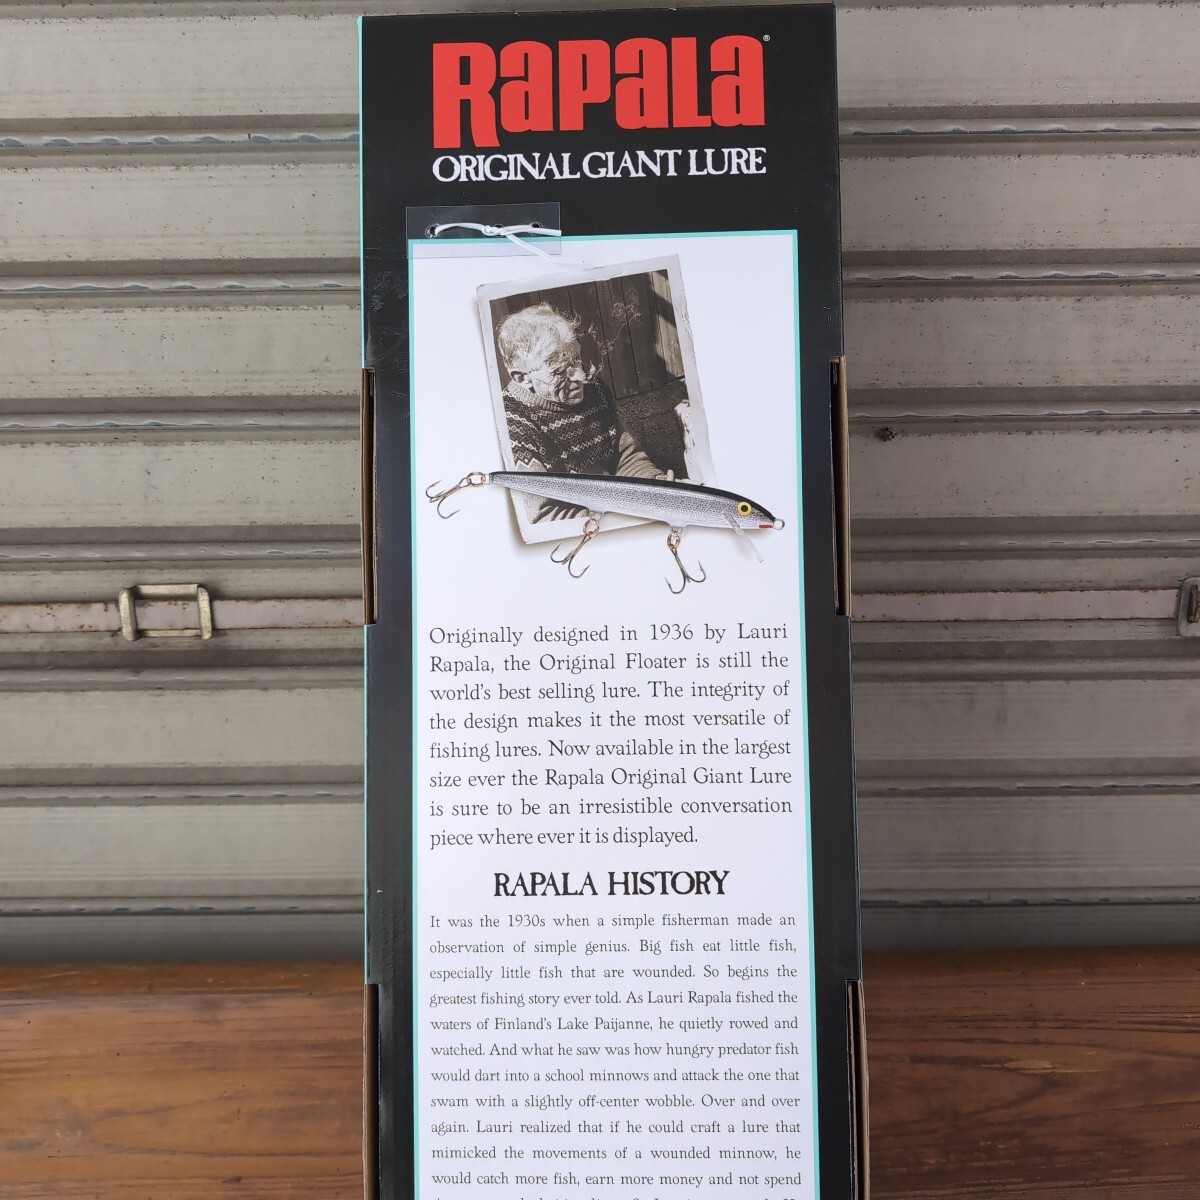 RAPALA®
ORIGINAL GIANT LURE
Originally designed in 1936 by Lauri
Rapala, the Original Floater is still the
world's best selling lure. The integrity of
the design makes it the most versatile of
fishing lures. Now available in the largest
size ever the Rapala Original Giant Lure
is sure to be an irresistible conversation
piece where ever it is displayed.
RAPALA HISTORY
It was the 1930s when a simple fisherman made an
observation of simple genius. Big fish eat little fish,
especially little fish that are wounded. So begins the
greatest fishing story ever told. As Lauri Rapala fished the
waters of Finland's Lake Paijanne, he quietly rowed and
watched. And what he saw was how hungry predator fish
would dart into a school minnows and attack the one that
swam with a slightly off-center wobble. Over and over
again. Lauri realized that if he could craft a lure that
mimicked the movements of a wounded minnow, he
would catch more fish, earn more money and not spend